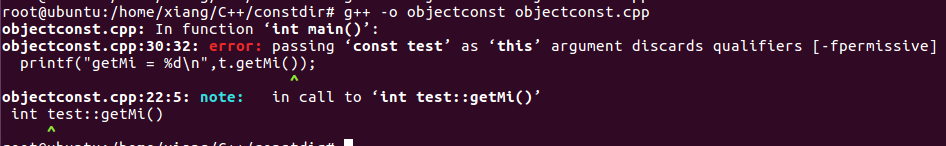 root@ubuntu:/home/xiang/C++/constdir# g++ -o objectconst objectconst.cpp
objectconst.cpp: In function ‘int main()’:
objectconst.cpp:30:32: error: passing ‘const test’ as ‘this’ argument discards qualifiers [-fpermissive]
printf("getMi = %d\n",t.getMi());
^
objectconst.cpp:22:5: note:   in call to ‘int test::getMi()’
int test::getMi()
^
root@ubuntu:/home/xiang/C++/constdir#